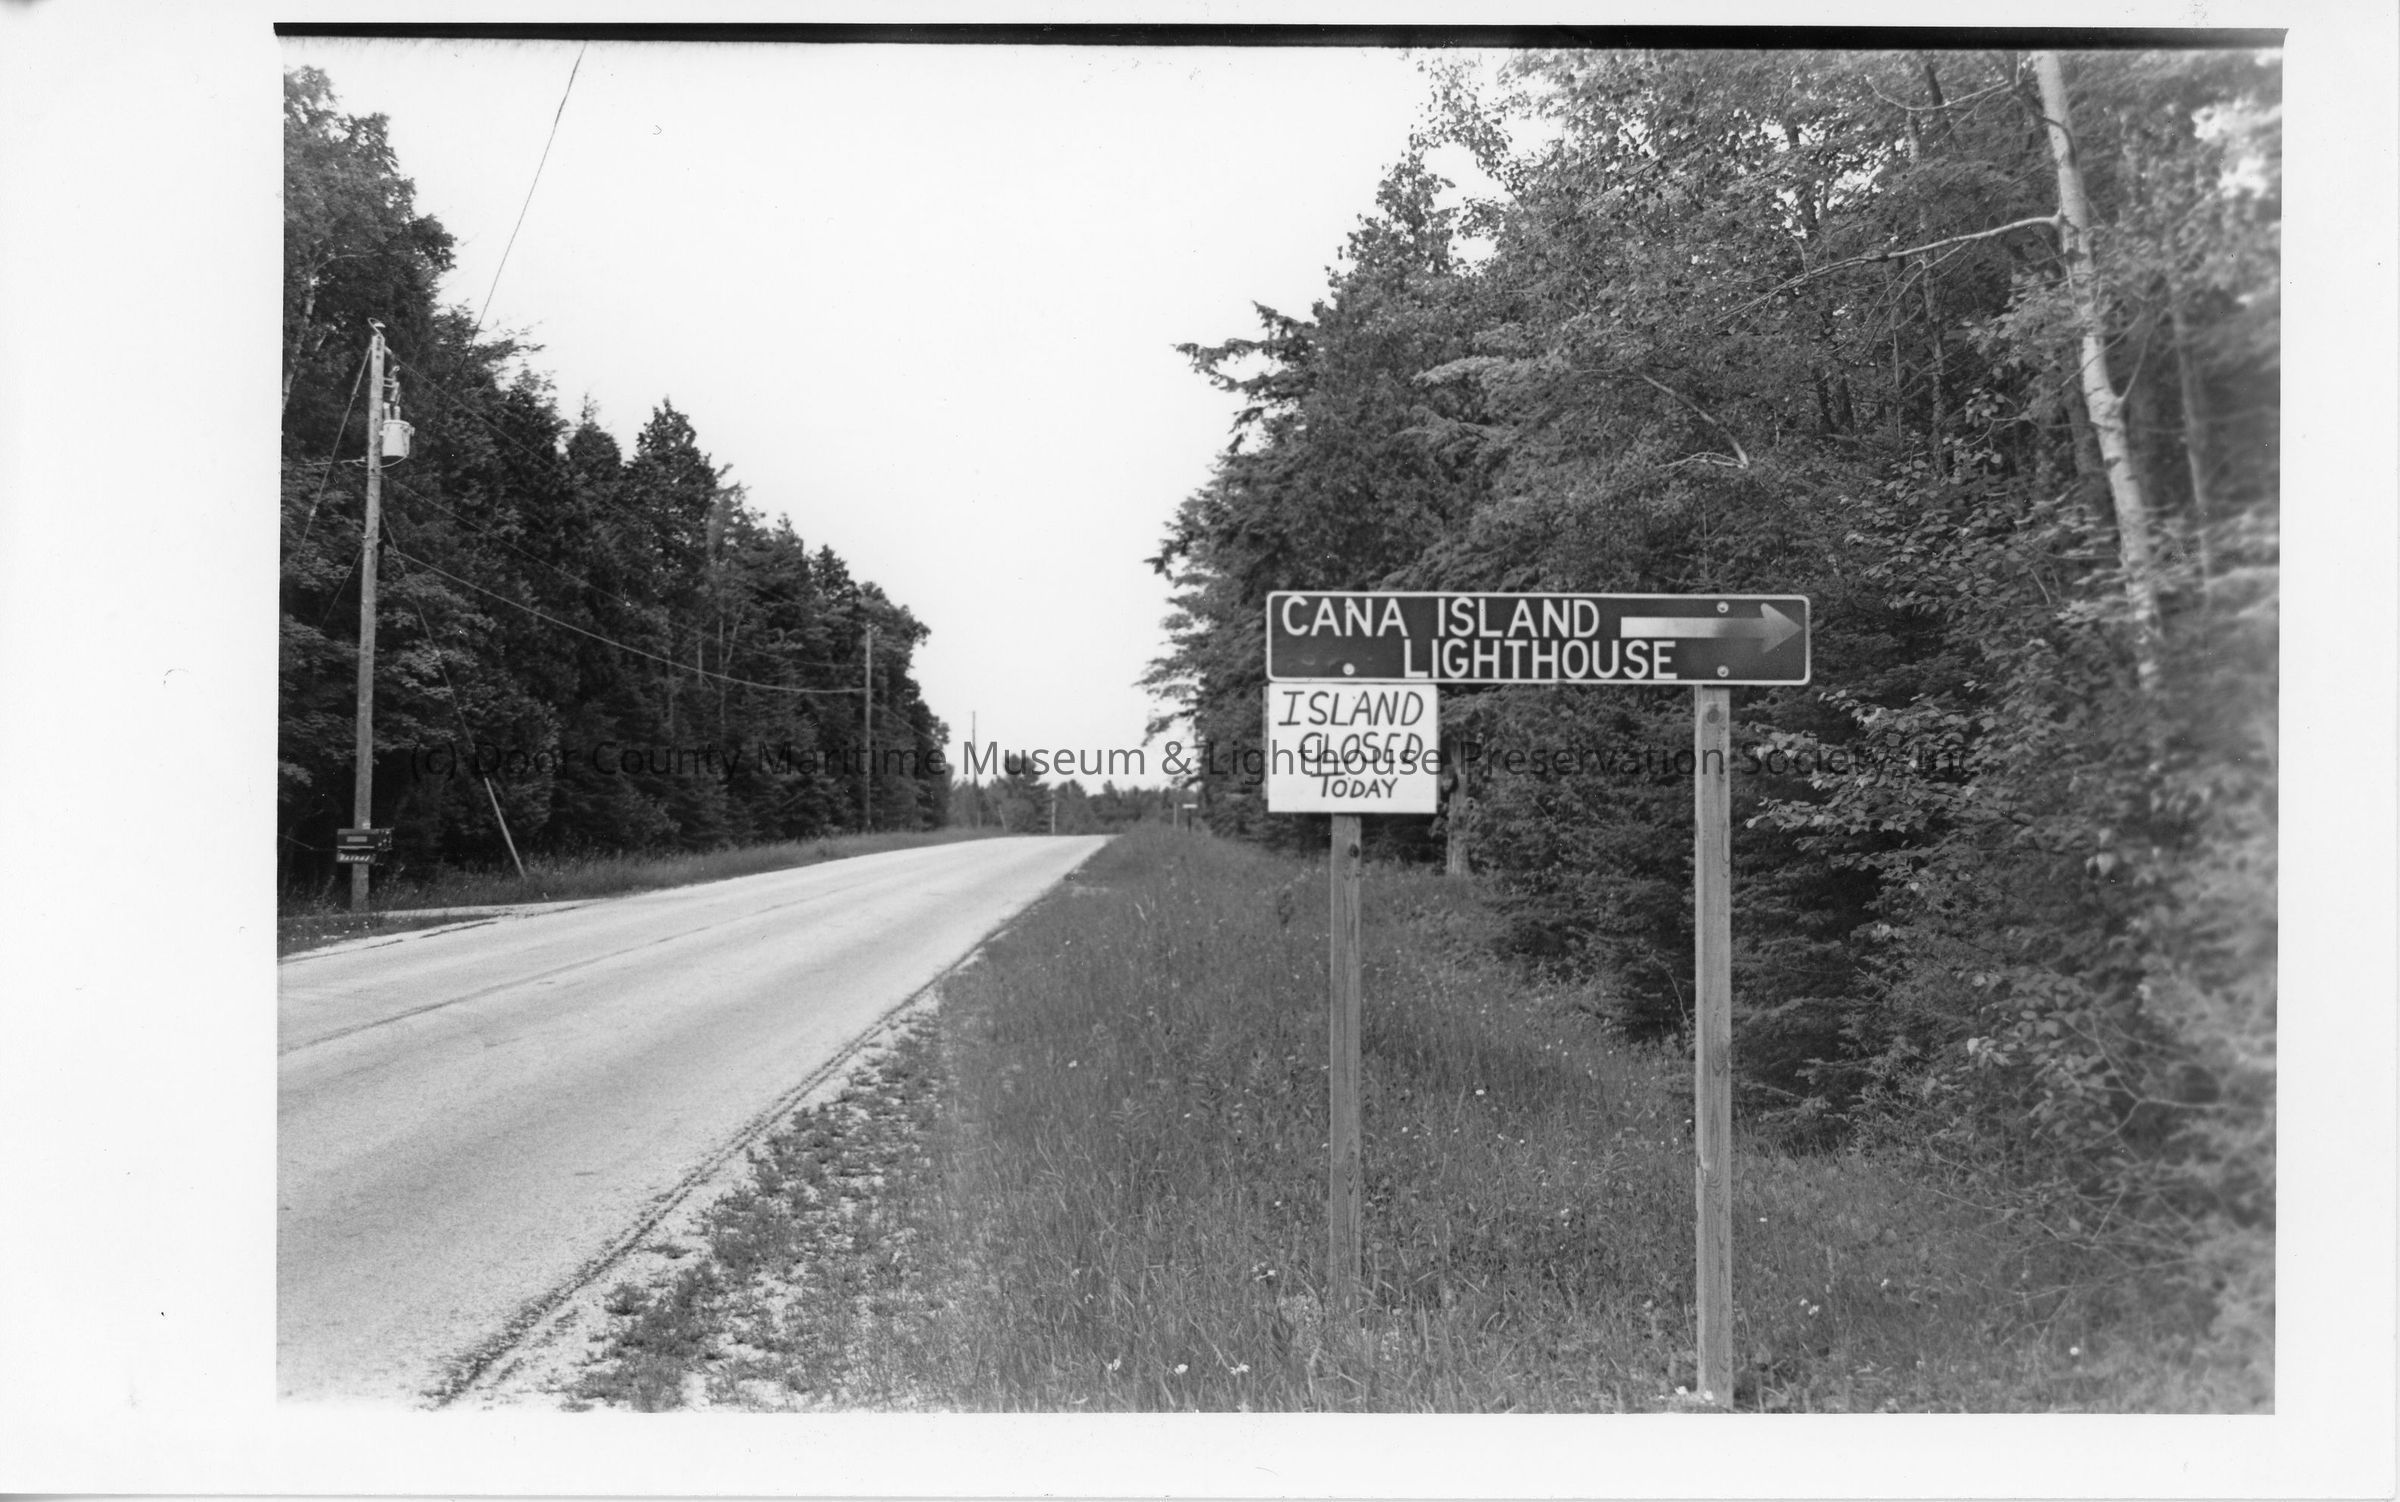 CANA ISLAND
LIGHTHOUSE
ISLAND
CLOSED
TODAY
(c) Door County Maritime Museum & Lighthouse Preservation Society, Inc